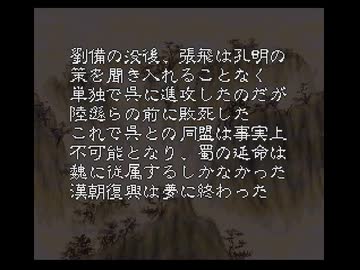 劉備の没後、張飛は孔明の
策を聞き入れることなく
単独で呉に進攻したのだが
陸遜らの前に敗死した
これで呉との同盟は事実上
不可能となり、蜀の延命は
魏に従属するしかなかった
漢朝復興は夢に終わった